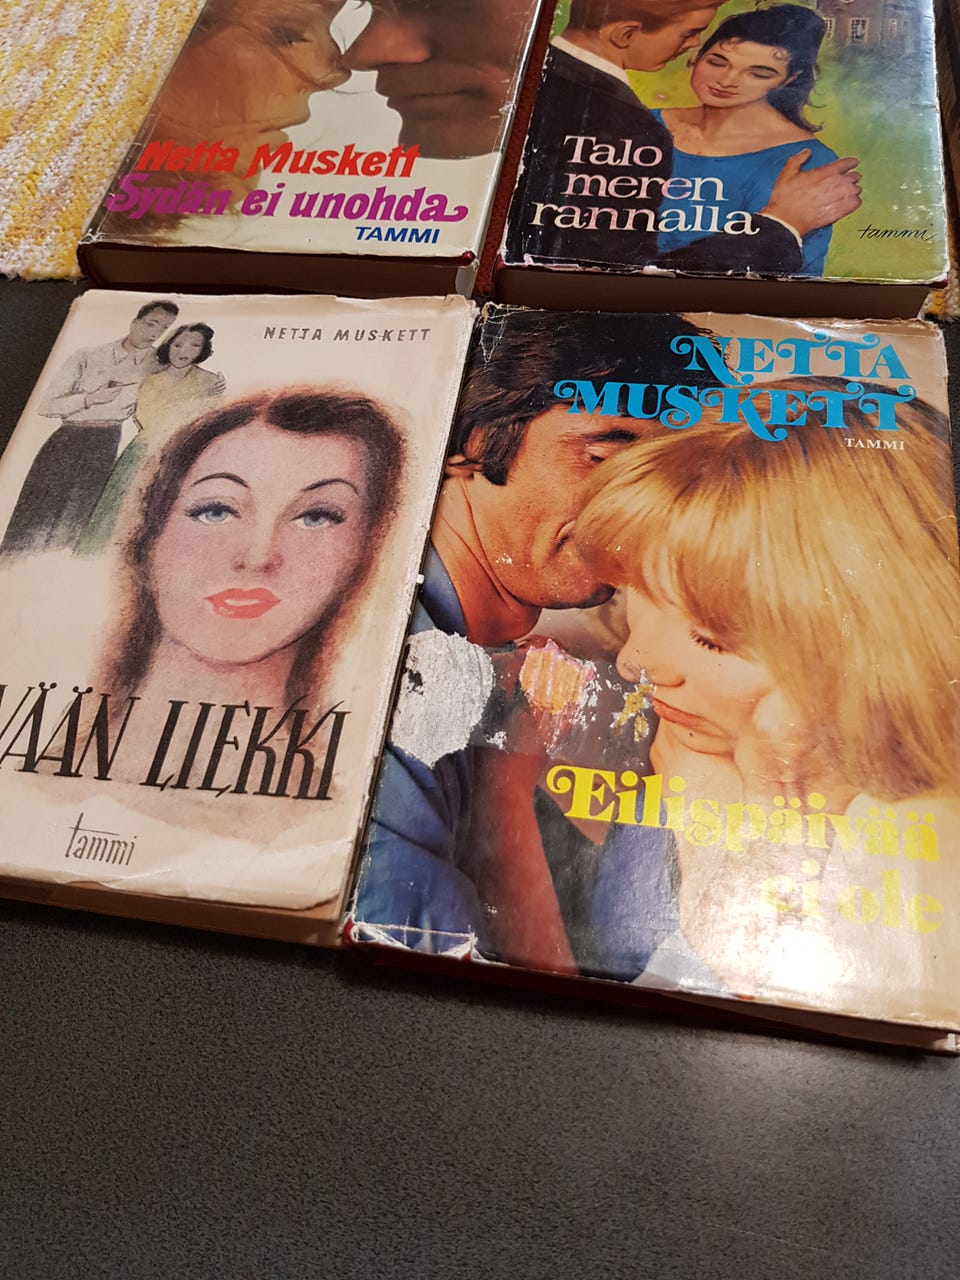 Netta Muskett
Sydän ei unohda
TAMMI
Talo
meren
rannalla
tammi
NETTA MUSKETT
VÄÄN LIEKKI
tammi
NETTA
MUSKETT
TAMMI
Eilispäivää
ei ole